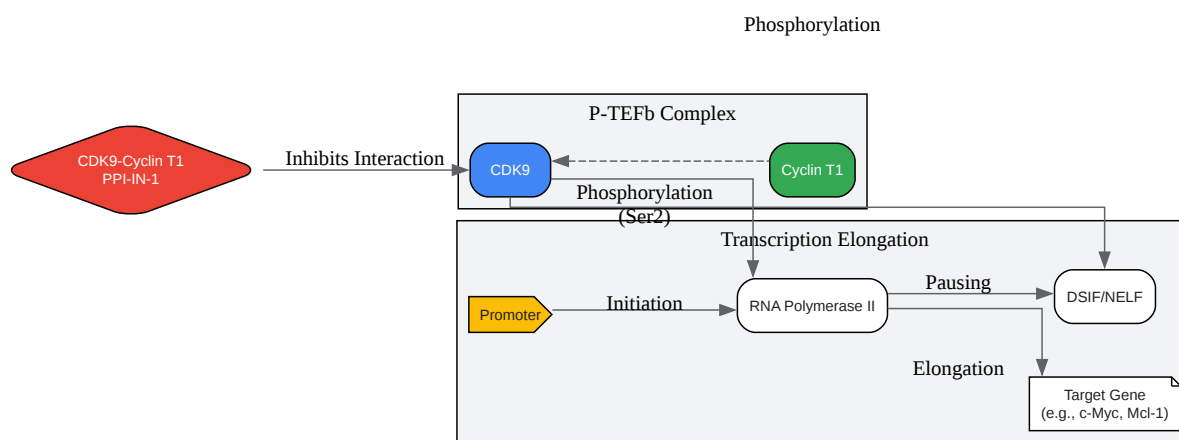 Phosphorylation
P-TEFb Complex
CDK9-Cyclin T1
PPI-IN-1
Inhibits Interaction
CDK9
Cyclin T1
Phosphorylation
(Ser2)
Transcription Elongation
Promoter
Initiation
RNA Polymerase II
Pausing
DSIF/NELF
Elongation
Target Gene
(e.g., c-Myc, Mcl-1)